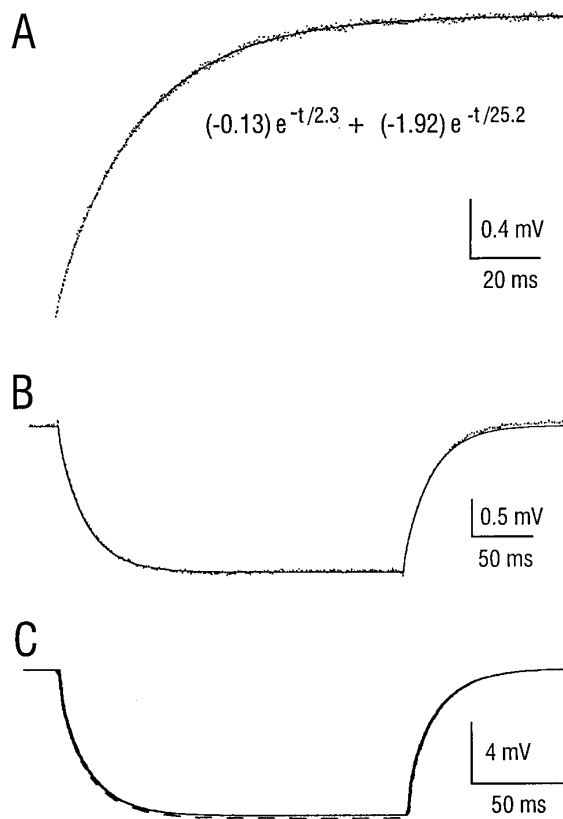 A
(-0.13) e^-t/2.3 + (-1.92) e^-t/25.2
0.4 mV
20 ms
B
0.5 mV
50 ms
C
4 mV
50 ms